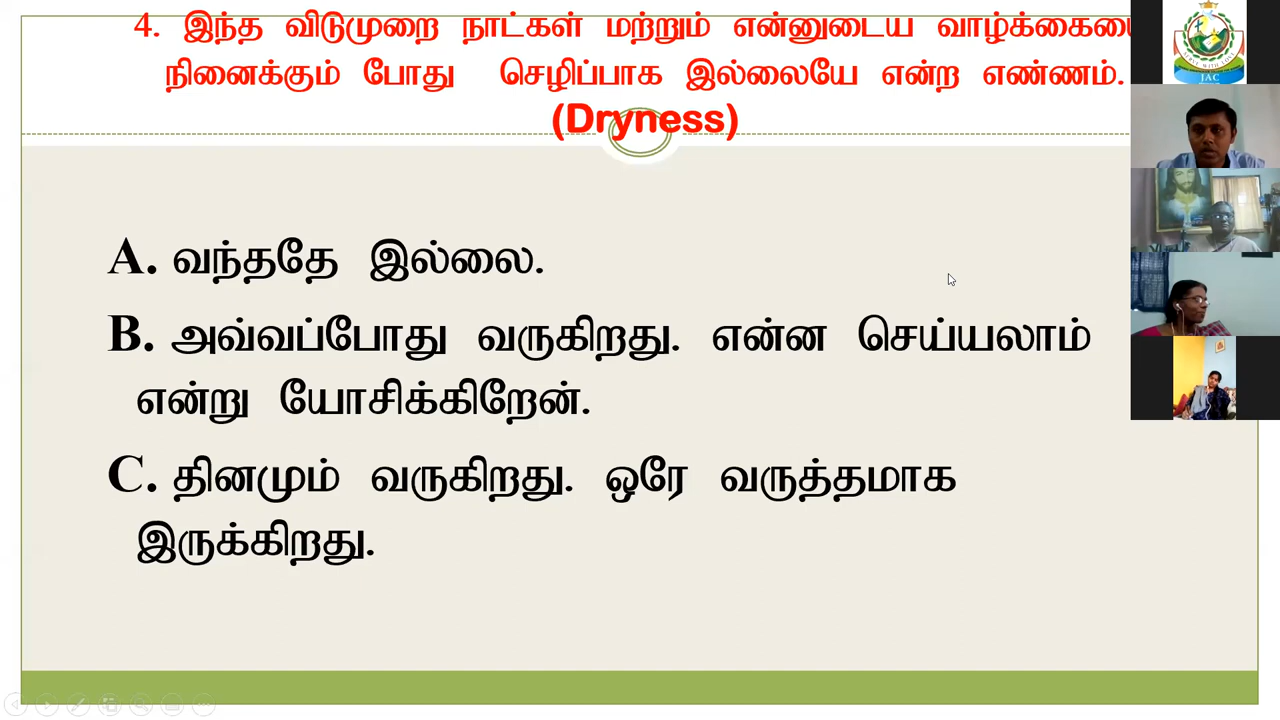 4. இந்த விடுமுறை நாட்கள் மற்றும் என்னுடைய
நினைக்கும் போது செழிப்பாக இல்லையே என்ற எண்ணம்.
(Dryness)
A. வந்ததே இல்லை.
B. அவ்வப்போது வருகிறது. என்ன செய்யலாம்
என்று யோசிக்கிறேன்.
C. தினமும் வருகிறது. ஒரே வருத்தமாக
இருக்கிறது.
JAC